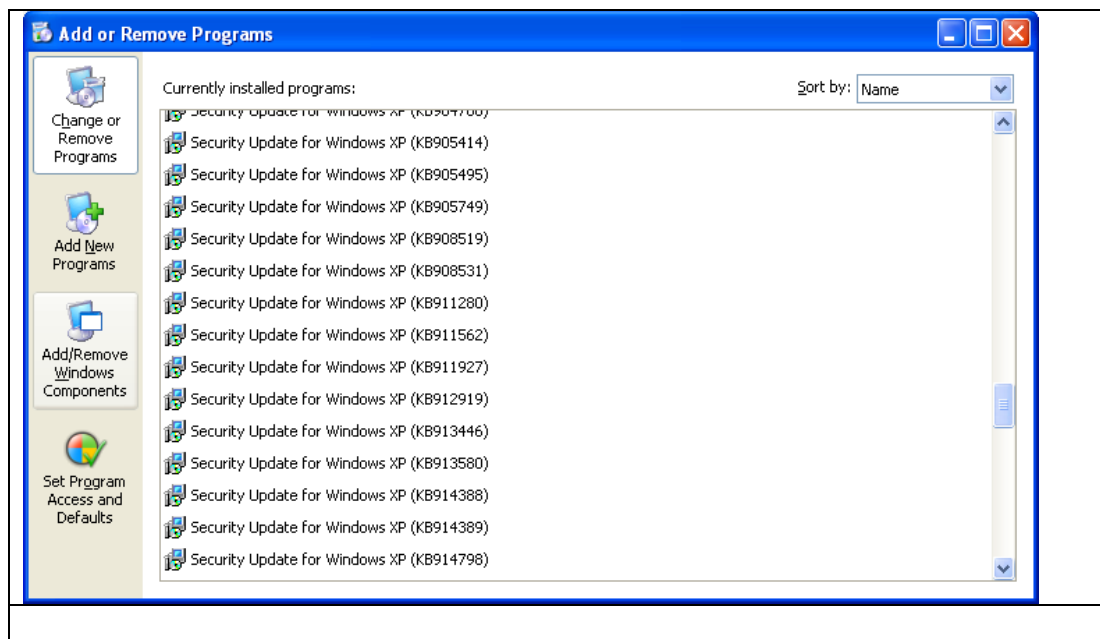 Add or Remove Programs
Change or
Remove
Programs
Add New
Programs
Add/Remove
Windows
Components
Set Program
Access and
Defaults
Currently installed programs:
Sort by: Name
Security Update for Windows XP
Security Update for Windows XP (KB905414)
Security Update for Windows XP (KB905495)
Security Update for Windows XP (KB905749)
Security Update for Windows XP (KB908519)
Security Update for Windows XP (KB908531)
Security Update for Windows XP (KB911280)
Security Update for Windows XP (KB911562)
Security Update for Windows XP (KB911927)
Security Update for Windows XP (KB912919)
Security Update for Windows XP (KB913446)
Security Update for Windows XP (KB913580)
Security Update for Windows XP (KB914388)
Security Update for Windows XP (KB914389)
Security Update for Windows XP (KB914798)